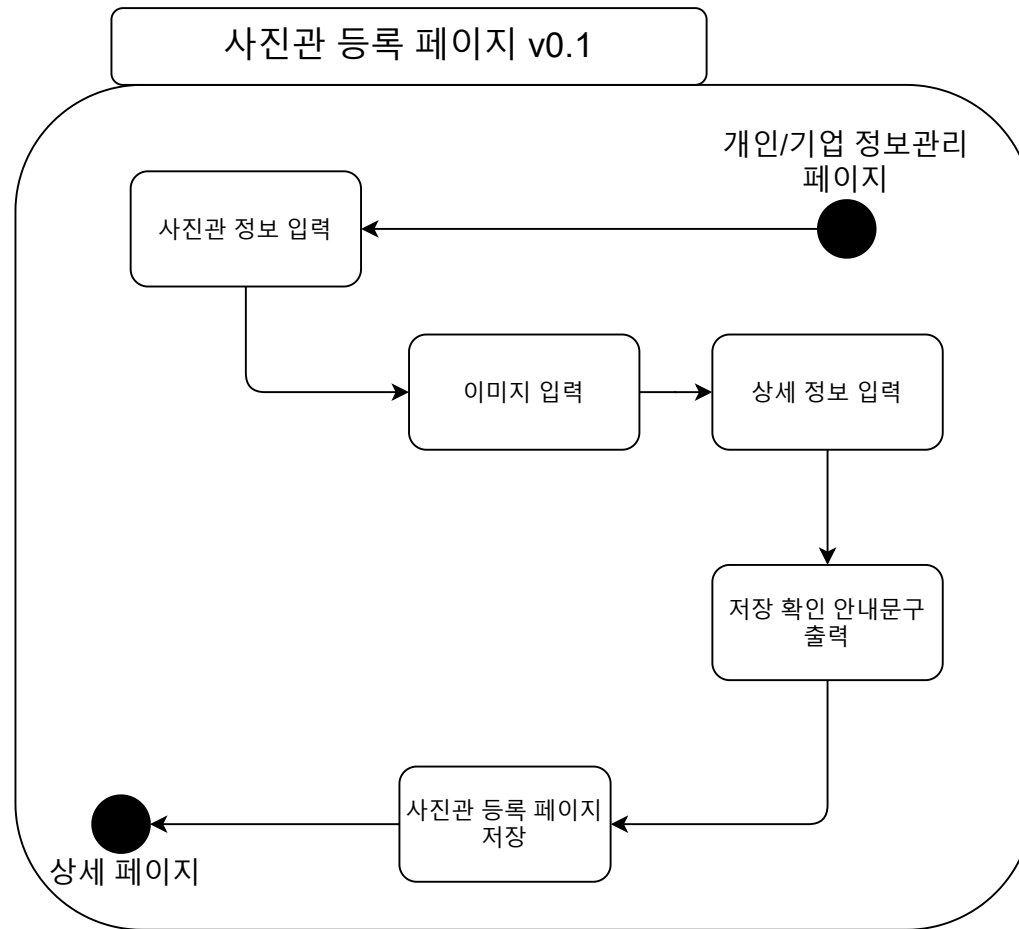 사진관 등록 페이지 v0.1
개인/기업 정보관리
페이지
사진관 정보 입력
이미지 입력
상세 정보 입력
저장 확인 안내문구
출력
사진관 등록 페이지
저장
상세 페이지